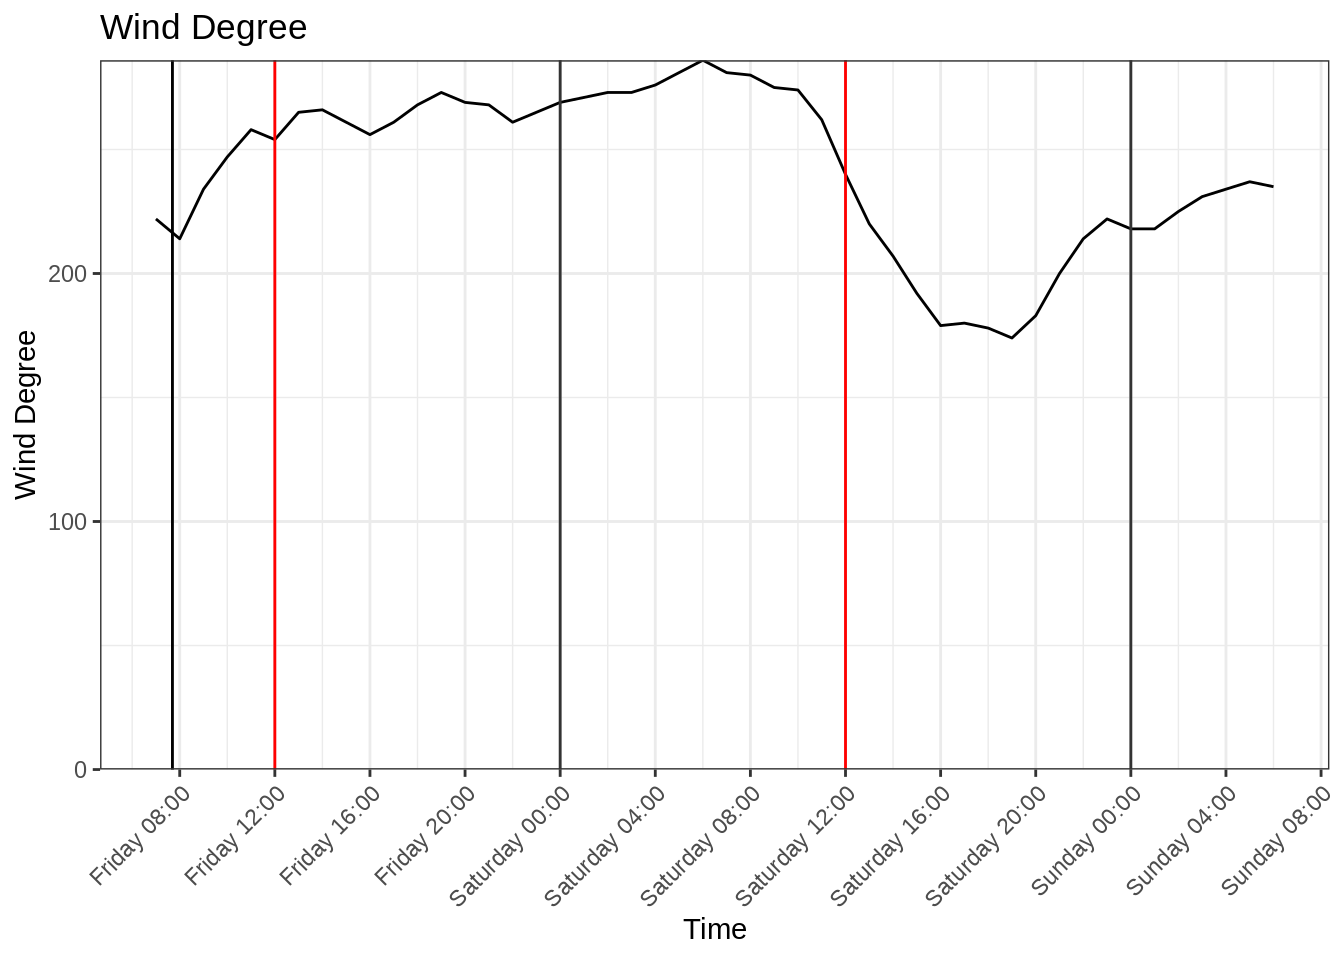 Wind Degree
Wind Degree
200
100
0
Friday 08:00
Friday 12:00
Friday 16:00
Friday 20:00
Saturday 00:00
Saturday 04:00
Saturday 08:00
Saturday 12:00
Saturday 16:00
Saturday 20:00
Sunday 00:00
Sunday 04:00
Sunday 08:00
Time